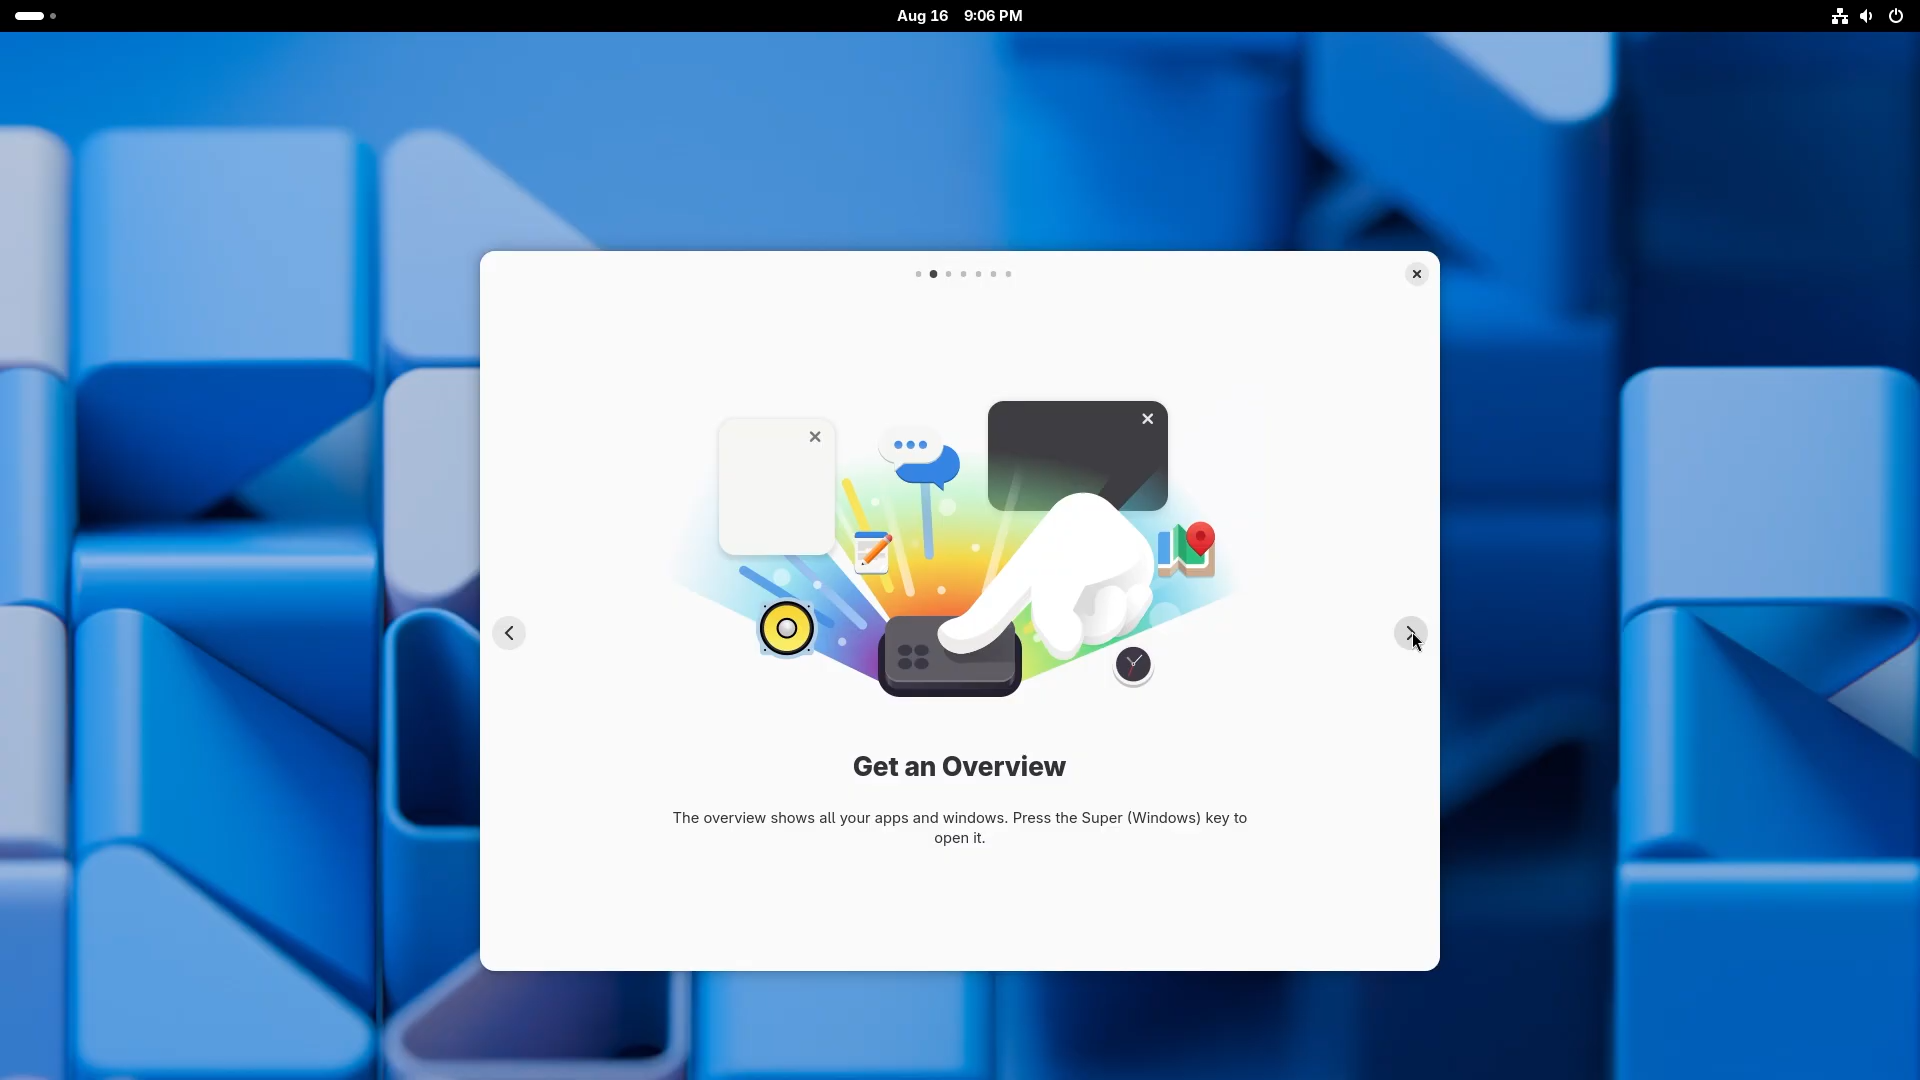 Aug 16 9:06 PM
Get an Overview
The overview shows all your apps and windows. Press the Super (Windows) key to
open it.